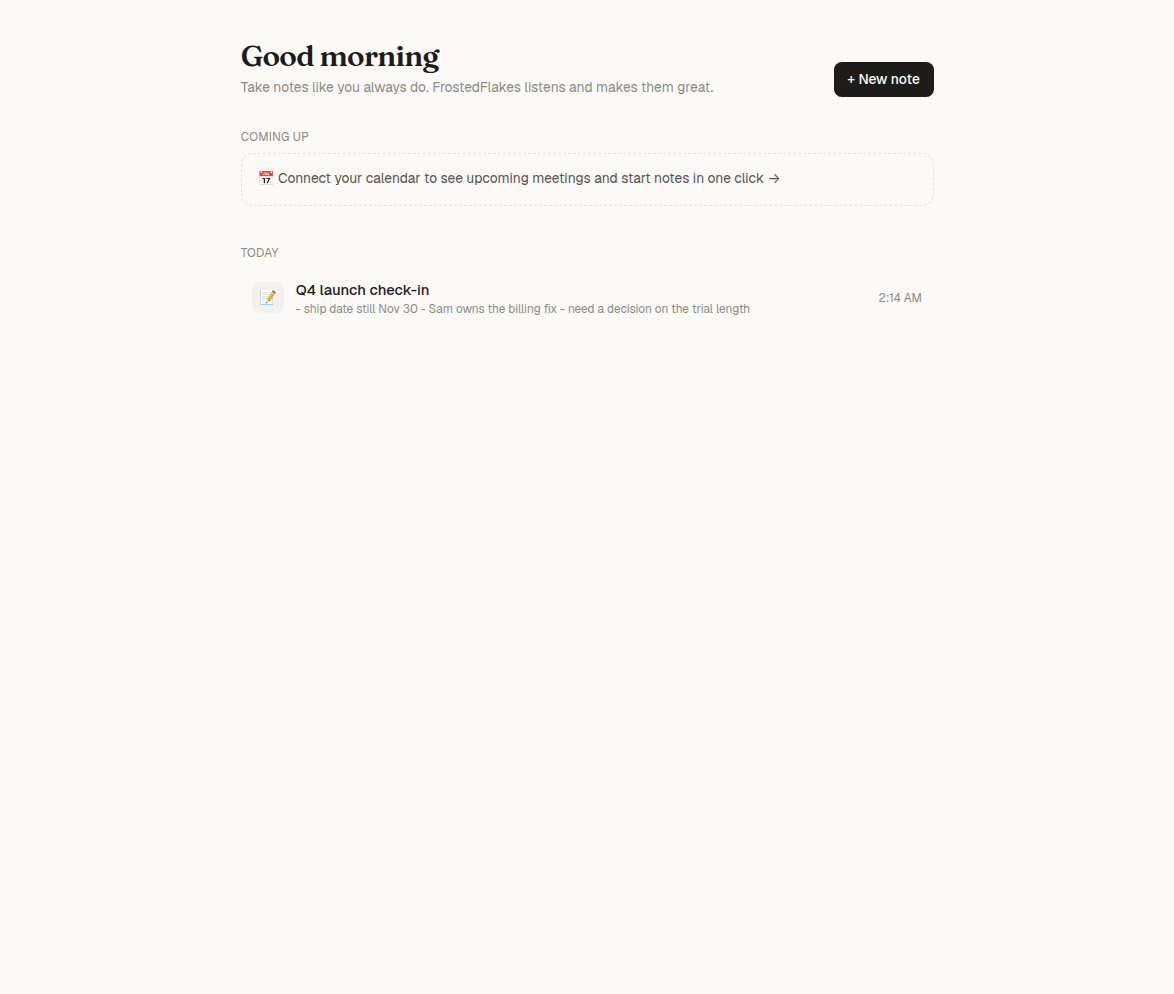 Good morning
Take notes like you always do. FrostedFlakes listens and makes them great.
+ New note
COMING UP
📅 Connect your calendar to see upcoming meetings and start notes in one click →
TODAY
📝 Q4 launch check-in
2:14 AM
- ship date still Nov 30 - Sam owns the billing fix - need a decision on the trial length